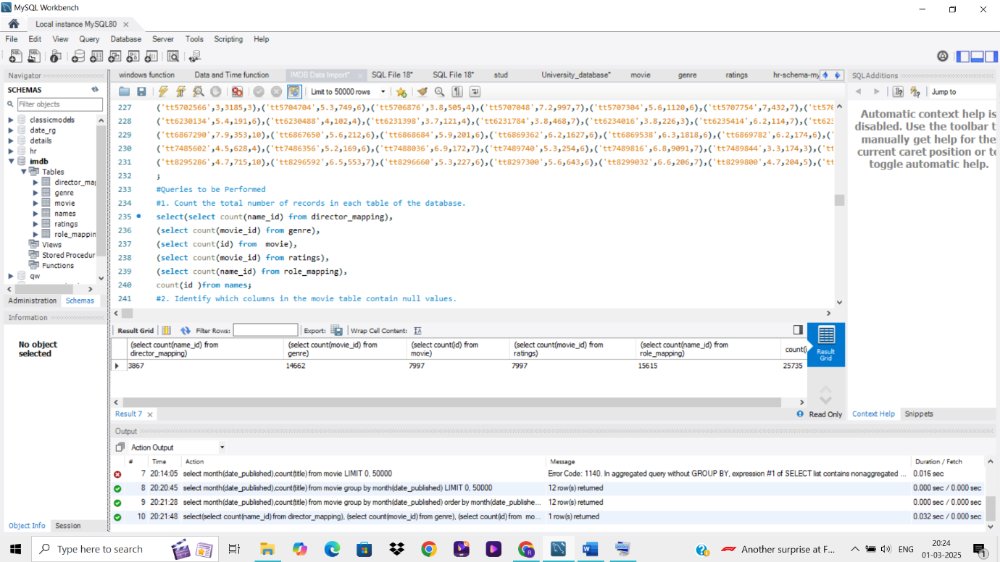 MySQL Workbench
Local instance MySQL80
File Edit View Query Database Server Tools Scripting Help
Navigator
SCHEMAS
Filter objects
classicmodels
date_rg
details
hr
imdb
Tables
director_ma
genre
movie
names
ratings
role_mappin
Views
Stored Procedur
Functions
qw
Administration Schemas
Information
No object
selected
Object Info Session
windows function Data and Time function IMDB Data Import* SQL File 18* SQL File 18* stud University_database* movie genre ratings hr-schema-my
Limit to 50000 rows
227 ('tt5702566',3,3185,3),('tt5704704',5.3,749,6),('tt5706876',3.8,505,4),('tt5707048',7.2,997,7),('tt5707304',5.6,1120,6),('tt5707754',7,432,7),('tt570
228 ('tt6230134',5.4,191,6),('tt6230488',4,102,4),('tt6231398',3.7,121,4),('tt6231784',3.8,468,7),('tt6234016',3.8,226,3),('tt6235414',6.2,114,7),('tt623
229 ('tt6867290',7.9,353,10),('tt6867650',5.6,212,6),('tt6868684',5.9,201,6),('tt6869362',6.2,1627,6),('tt6869538',6.3,1818,6),('tt6869782',6.2,174,6),('
230 ('tt7485602',4.5,628,4),('tt7486356',5.2,169,6),('tt7488036',6.9,172,7),('tt7489740',5.3,254,6),('tt7489816',6.8,9091,7),('tt7489844',3.3,174,3),('tt
231 ('tt8295286',4.7,715,10),('tt8296592',6.5,553,7),('tt8296660',5.3,227,6),('tt8297300',5.6,643,6),('tt8299032',6.6,206,7),('tt8299800',4.7,204,5),('tt
232 ;
233 #Queries to be Performed
234 #1. Count the total number of records in each table of the database.
235 select(select count(name_id) from director_mapping),
236 (select count(movie_id) from genre),
237 (select count(id) from  movie),
238 (select count(movie_id) from ratings),
239 (select count(name_id) from role_mapping),
240 count(id )from names;
241 #2. Identify which columns in the movie table contain null values.
Result Grid Filter Rows: Export: Wrap Cell Content:
(select count(name_id) from director_mapping) (select count(movie_id) from genre) (select count(id) from movie) (select count(movie_id) from ratings) (select count(name_id) from role_mapping) count(i
3867 14662 7997 7997 15615 25735
Result Grid
Result 7
Read Only
Output
Action Output
# Time Action Message Duration / Fetch
7 20:14:05 select month(date_published),count(title) from movie LIMIT 0, 50000 Error Code: 1140. In aggregated query without GROUP BY, expression #1 of SELECT list contains nonaggregated ... 0.016 sec
8 20:20:45 select month(date_published),count(title) from movie group by month(date_published) LIMIT 0, 50000 12 row(s) returned 0.000 sec / 0.000 sec
9 20:21:28 select month(date_published),count(title) from movie group by month(date_published) order by month(date_publishe... 12 row(s) returned 0.000 sec / 0.000 sec
10 20:21:48 select(select count(name_id) from director_mapping), (select count(movie_id) from genre), (select count(id) from  mo... 1 row(s) returned 0.032 sec / 0.000 sec
SQLAdditions
Jump to
Automatic context help is
disabled. Use the toolbar t
manually get help for the
current caret position or to
toggle automatic help.
Context Help Snippets
Type here to search
Another surprise at F...
ENG
20:24
01-03-2025
1